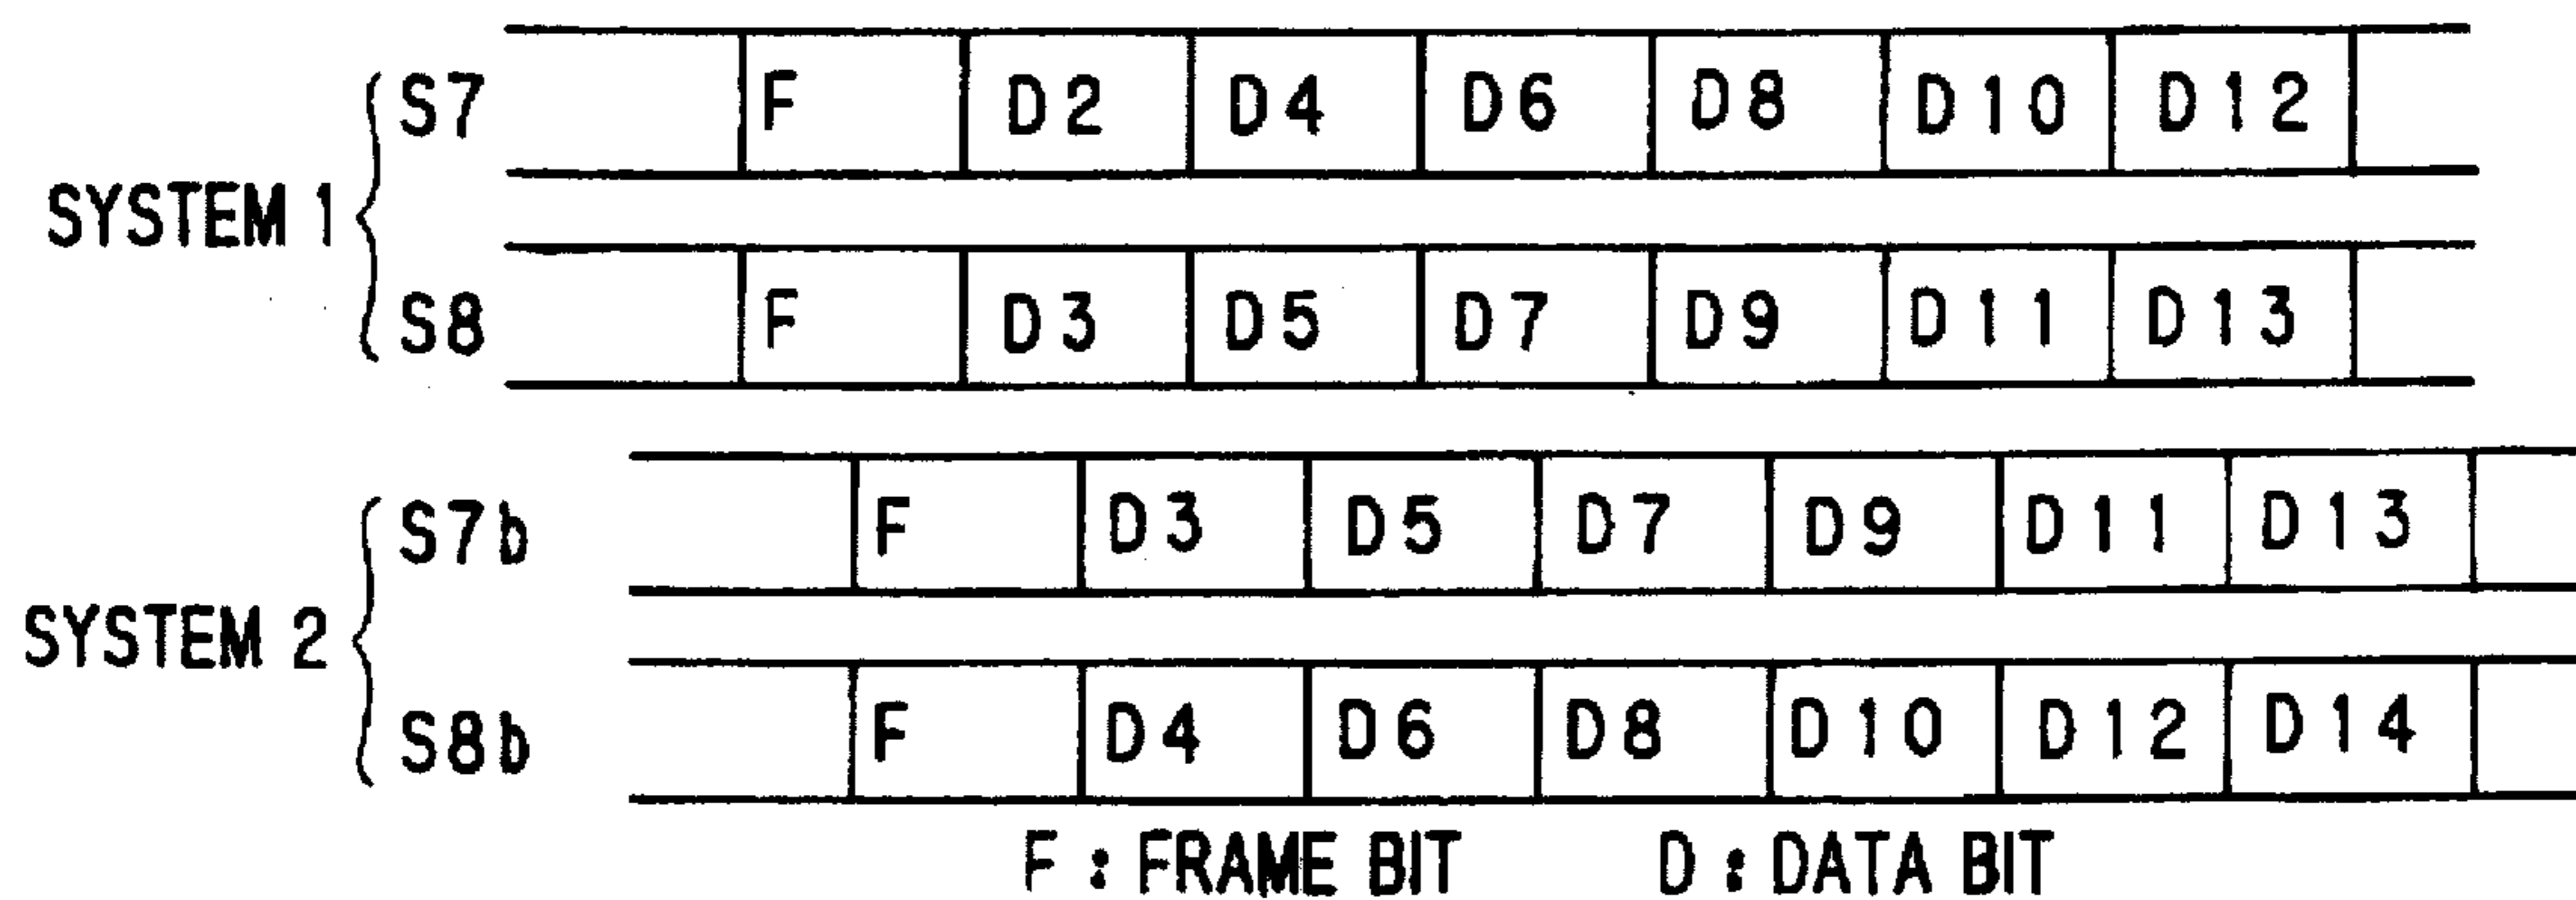 SYSTEM 1
S7 F D2 D4 D6 D8 D10 D12
S8 F D3 D5 D7 D9 D11 D13
SYSTEM 2
S7b F D3 D5 D7 D9 D11 D13
S8b F D4 D6 D8 D10 D12 D14
F : FRAME BIT D : DATA BIT